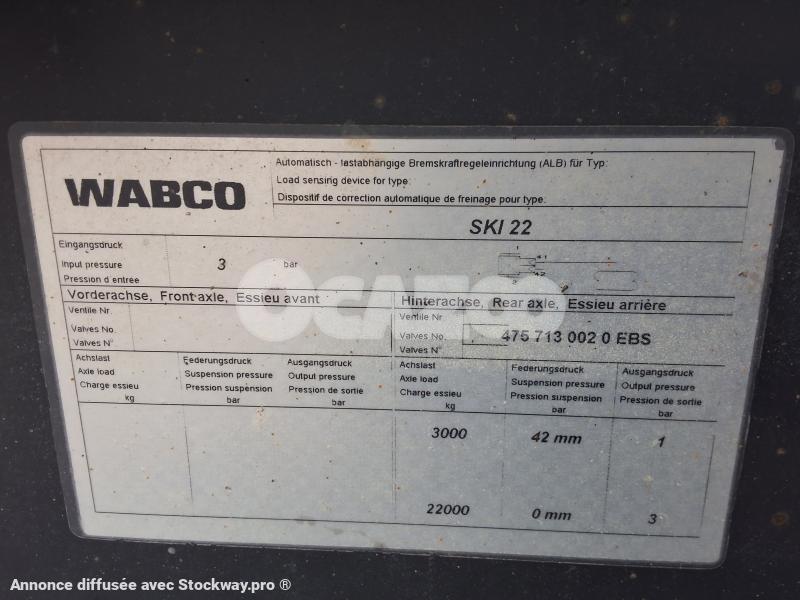 WABCO
Automatisch - lastabhängige Bremskraftregeleinrichtung (ALB) für Typ:
Load sensing device for type:
Dispositif de correction automatique de freinage pour type:
SKI 22
Eingangsdruck
Input pressure 3 bar
Pression d'entrée
Vorderachse, Front-axle, Essieu avant
Ventile Nr.
Valves No.
Valves N°
Achslast Federungsdruck Ausgangsdruck
Axle load Suspension pressure Output pressure
Charge essieu Pression suspension Pression de sortie
kg bar bar
Hinterachse, Rear axle, Essieu arrière
Ventile Nr.
Valves No. 475 713 002 0 EBS
Valves N°
Achslast Federungsdruck Ausgangsdruck
Axle load Suspension pressure Output pressure
Charge essieu Pression suspension Pression de sortie
kg bar bar
3000 42 mm 1
22000 0 mm 3
OCAZOO
Annonce diffusée avec Stockway.pro ®